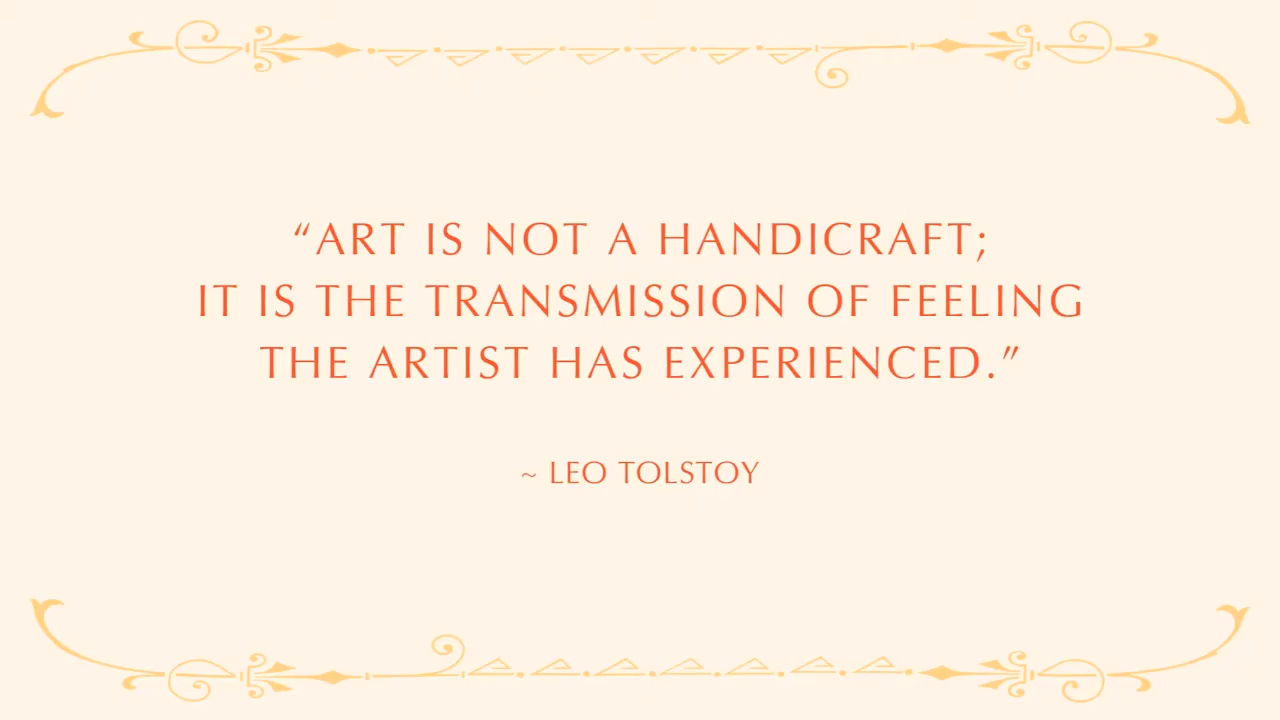 “ART IS NOT A HANDICRAFT;
IT IS THE TRANSMISSION OF FEELING
THE ARTIST HAS EXPERIENCED.”
~ LEO TOLSTOY